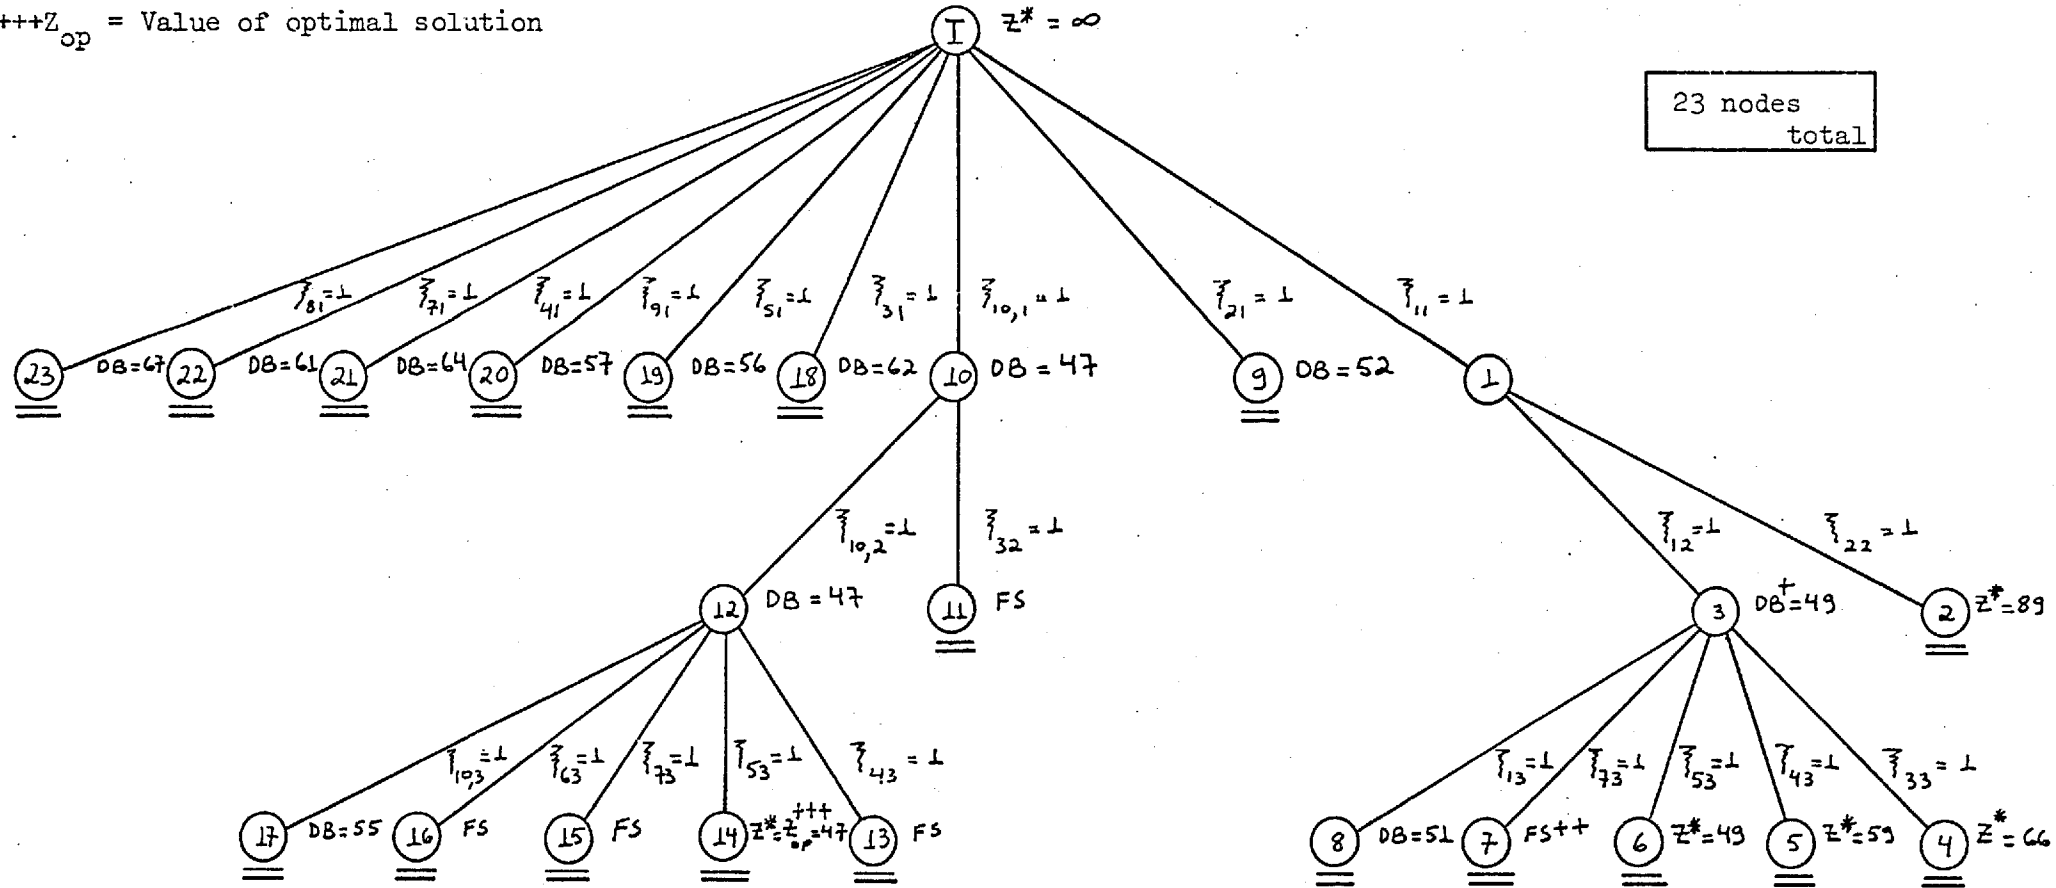 +++Z_op = Value of optimal solution
I Z* = ∞
23 nodes
total
ξ81=1 ξ71=1 ξ41=1 ξ91=1 ξ51=1 ξ31=1 ξ10,1=1 ξ21=1 ξ11=1
23 DB=67 22 DB=61 21 DB=64 20 DB=57 19 DB=56 18 DB=62 10 DB=47 9 DB=52 1
ξ10,2=1 ξ32=1 ξ12=1 ξ22=1
12 DB=47 11 FS 3 DB+=49 2 Z*=89
ξ10,3=1 ξ63=1 ξ73=1 ξ53=1 ξ43=1 ξ13=1 ξ73=1 ξ53=1 ξ43=1 ξ33=1
17 DB=55 16 FS 15 FS 14 Z*=Z+++op=47 13 FS 8 DB=51 7 FS++ 6 Z*=49 5 Z*=59 4 Z*=66